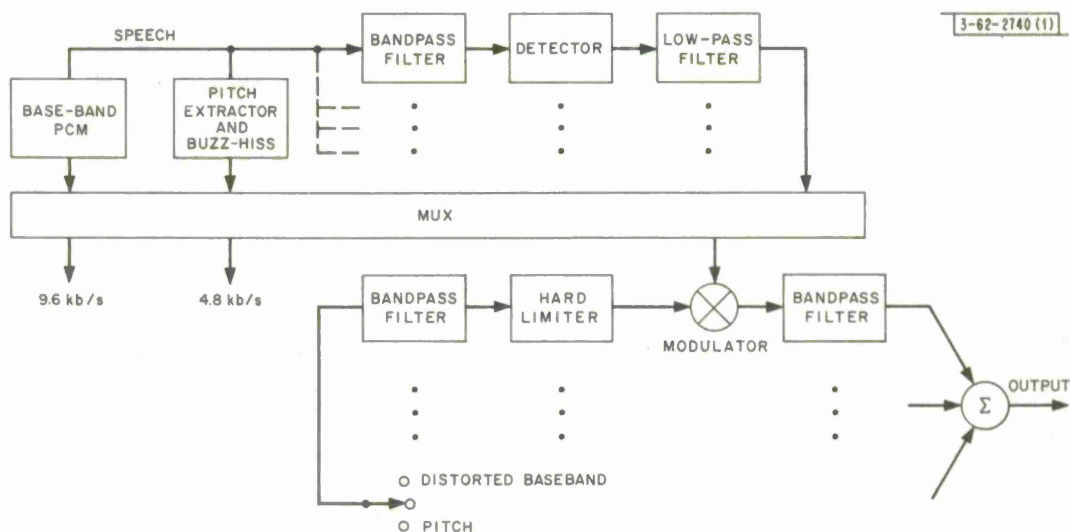 3-62-2740 (1)
SPEECH
BANDPASS
FILTER
DETECTOR
LOW-PASS
FILTER
BASE-BAND
PCM
PITCH
EXTRACTOR
AND
BUZZ-HISS
MUX
9.6 kb/s
4.8 kb/s
BANDPASS
FILTER
HARD
LIMITER
MODULATOR
BANDPASS
FILTER
Σ
OUTPUT
DISTORTED BASEBAND
PITCH